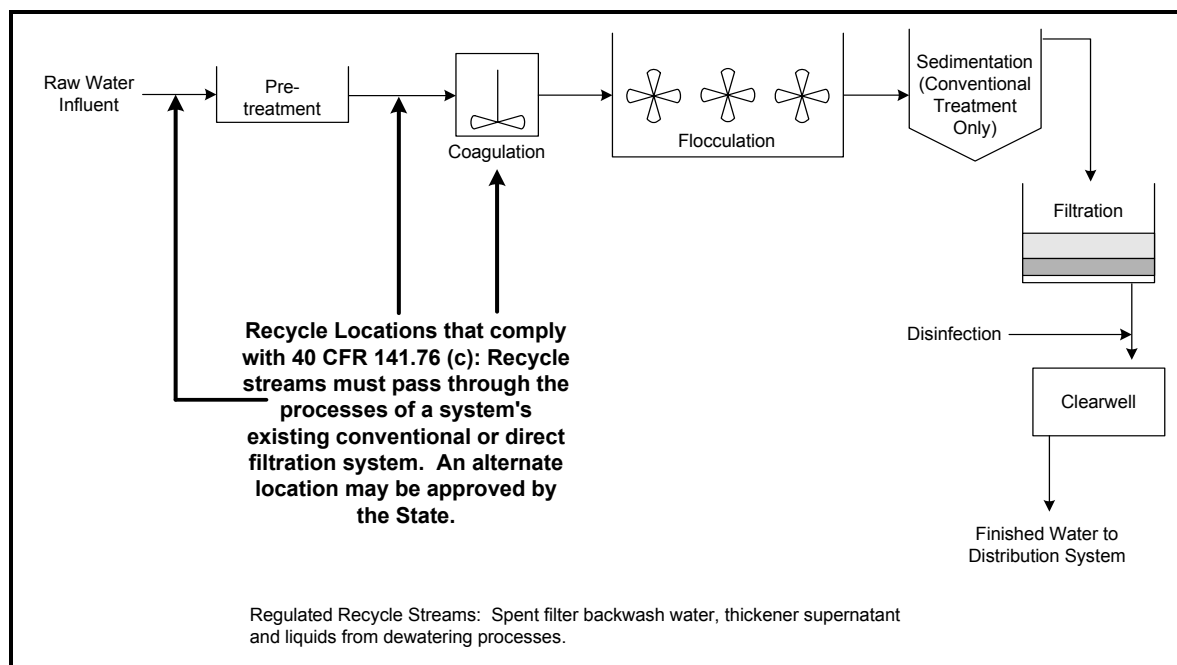 Raw Water
Influent
Pre-
treatment
Coagulation
Flocculation
Sedimentation
(Conventional
Treatment
Only)
Filtration
Disinfection
Clearwell
Finished Water to
Distribution System
Recycle Locations that comply
with 40 CFR 141.76 (c): Recycle
streams must pass through the
processes of a system's
existing conventional or direct
filtration system.  An alternate
location may be approved by
the State.
Regulated Recycle Streams:  Spent filter backwash water, thickener supernatant
and liquids from dewatering processes.